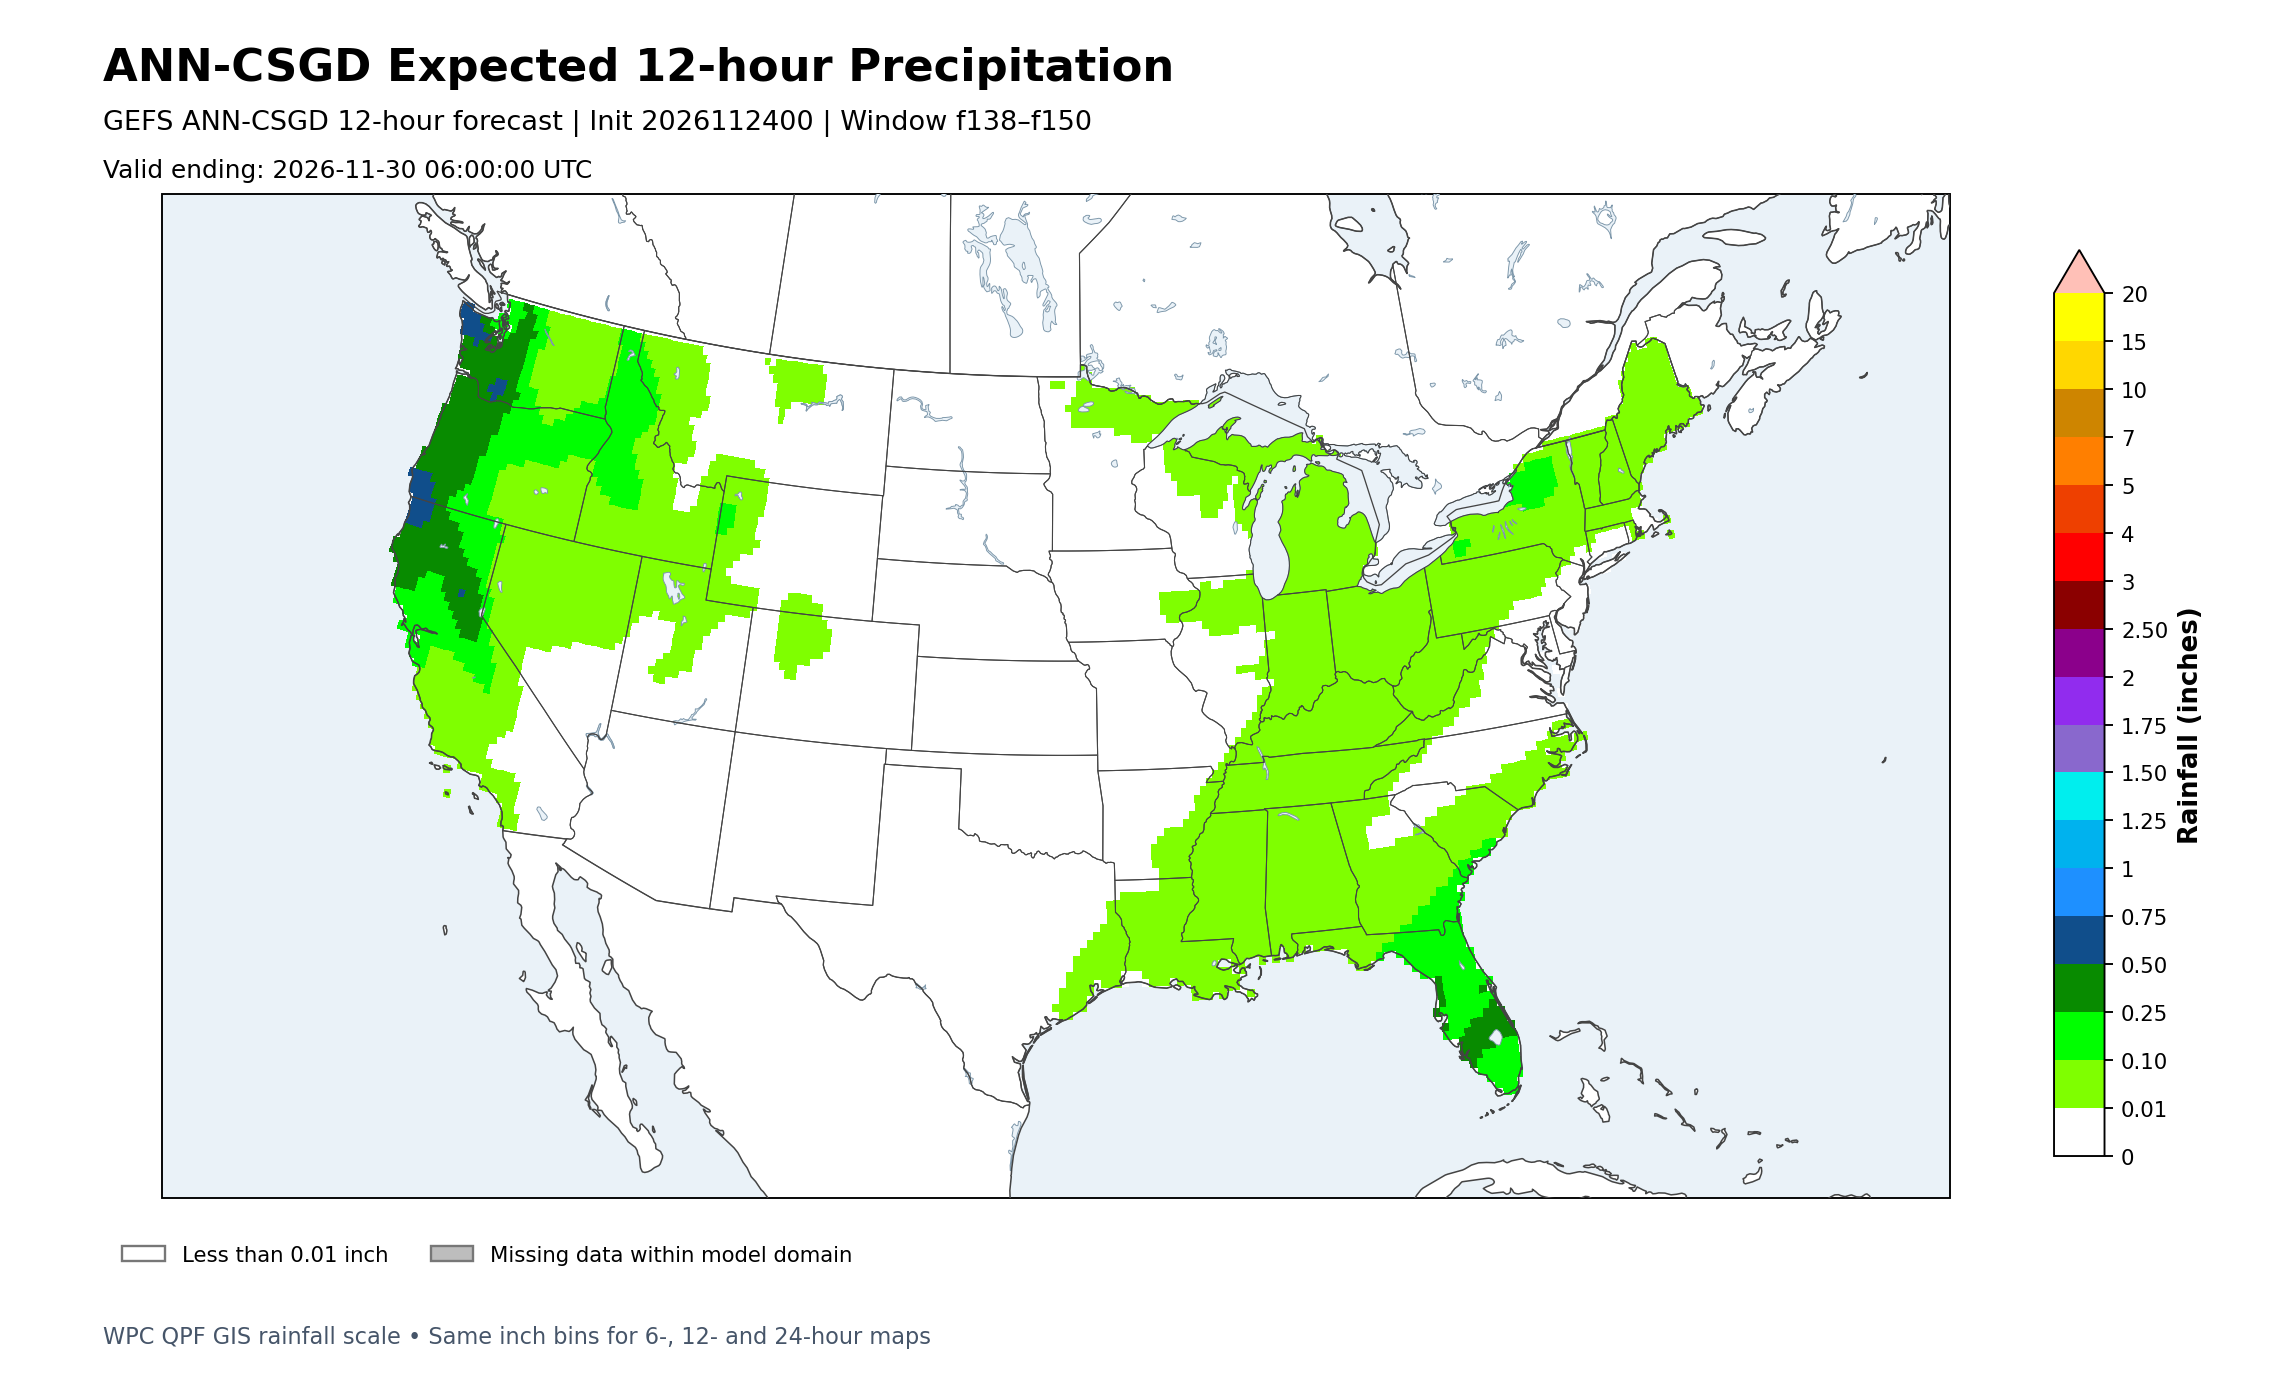 ANN-CSGD Expected 12-hour Precipitation
GEFS ANN-CSGD 12-hour forecast | Init 2026112400 | Window f138–f150
Valid ending: 2026-11-30 06:00:00 UTC
20
15
10
7
5
4
3
2.50
2
1.75
1.50
1.25
1
0.75
0.50
0.25
0.10
0.01
0
Rainfall (inches)
Less than 0.01 inch
Missing data within model domain
WPC QPF GIS rainfall scale • Same inch bins for 6-, 12- and 24-hour maps